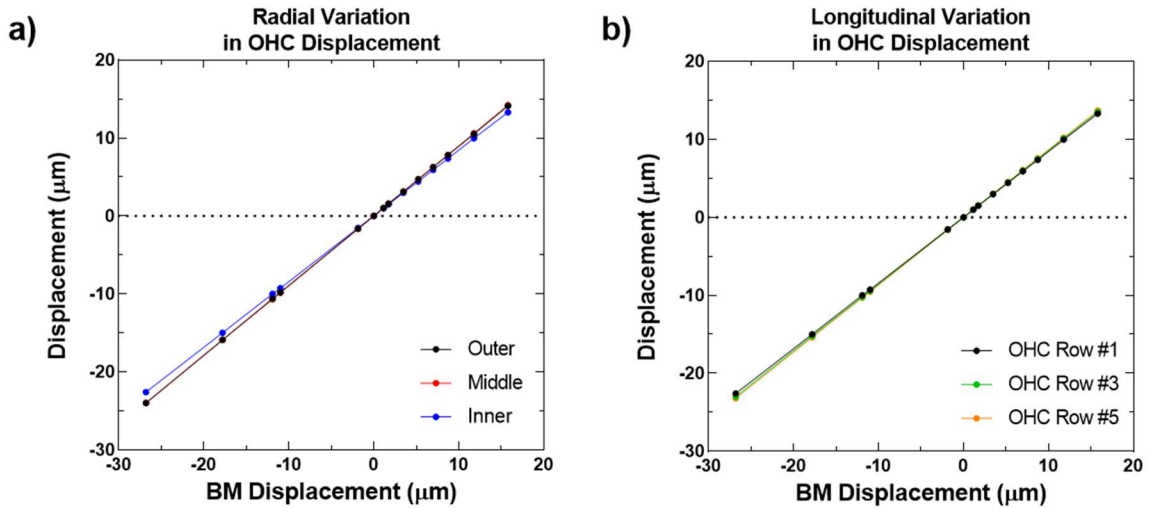 a)
Radial Variation
in OHC Displacement
Displacement (μm)
20
10
0
-10
-20
-30
Outer
Middle
Inner
-30
-20
-10
0
10
20
BM Displacement (μm)
b)
Longitudinal Variation
in OHC Displacement
Displacement (μm)
20
10
0
-10
-20
-30
OHC Row #1
OHC Row #3
OHC Row #5
-30
-20
-10
0
10
20
BM Displacement (μm)